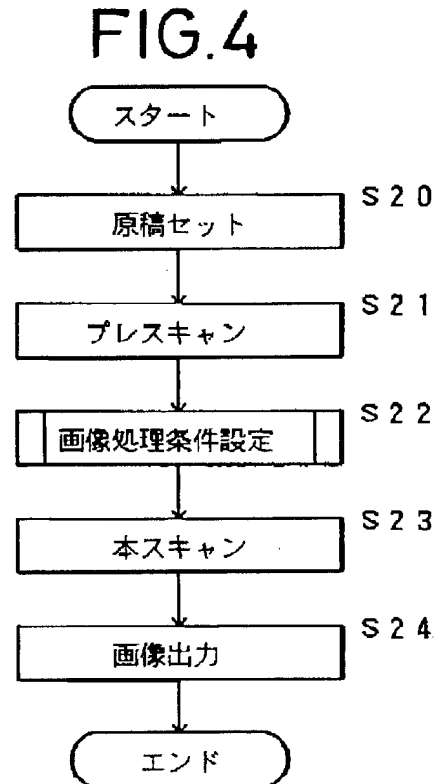 FIG.4
スタート
S20
原稿セット
S21
プレスキャン
S22
画像処理条件設定
S23
本スキャン
S24
画像出力
エンド